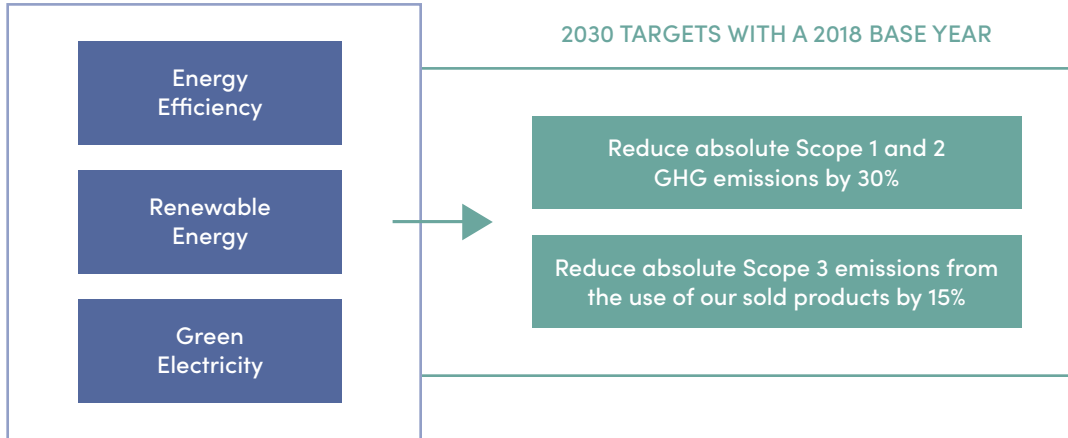 Energy
Efficiency
Renewable
Energy
Green
Electricity
2030 TARGETS WITH A 2018 BASE YEAR
Reduce absolute Scope 1 and 2
GHG emissions by 30%
Reduce absolute Scope 3 emissions from
the use of our sold products by 15%